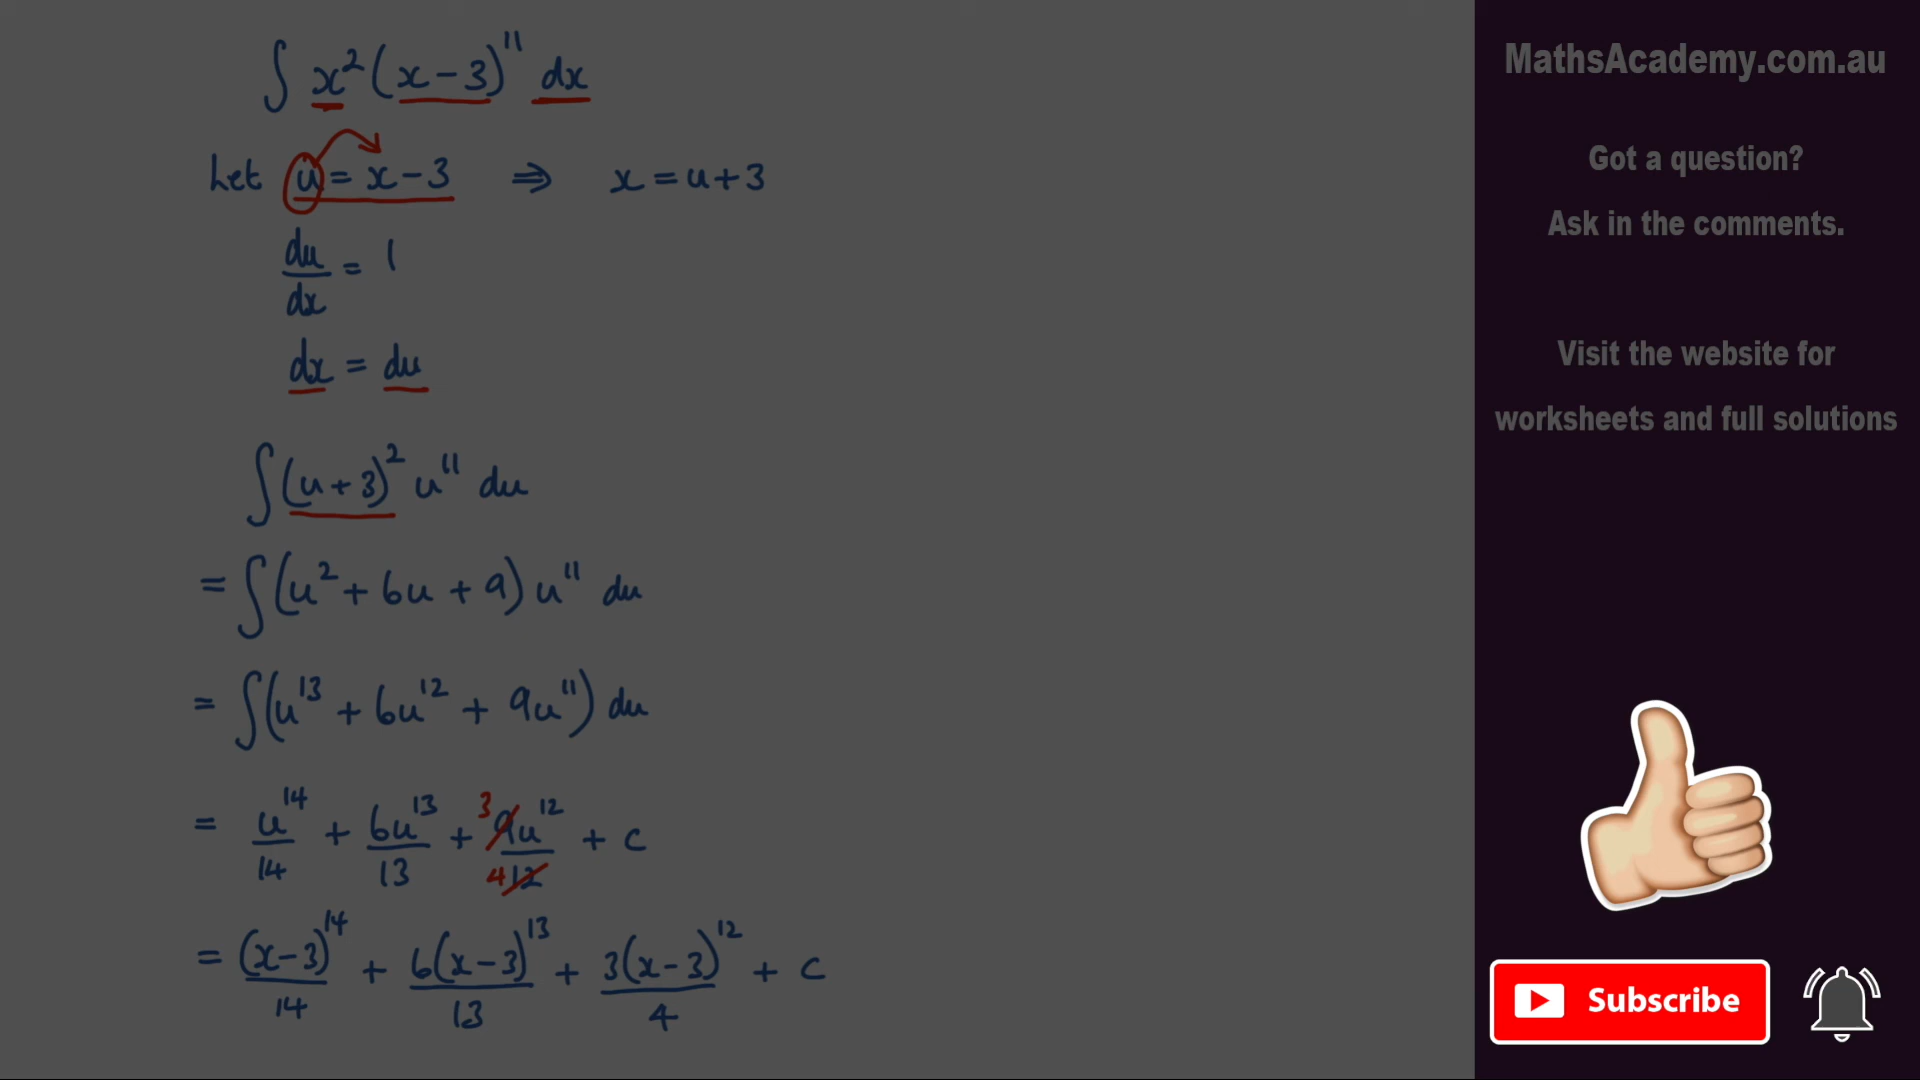 ∫ x² (x − 3)¹¹ dx
Let u = x − 3 ⇒ x = u + 3
du/dx = 1
dx = du
∫ (u + 3)² u¹¹ du
= ∫ (u² + 6u + 9) u¹¹ du
= ∫ (u¹³ + 6u¹² + 9u¹¹) du
= u¹⁴/14 + 6u¹³/13 + 3 9u¹²/4 12 + c
= (x − 3)¹⁴/14 + 6(x − 3)¹³/13 + 3(x − 3)¹²/4 + c
MathsAcademy.com.au
Got a question?
Ask in the comments.
Visit the website for
worksheets and full solutions
Subscribe